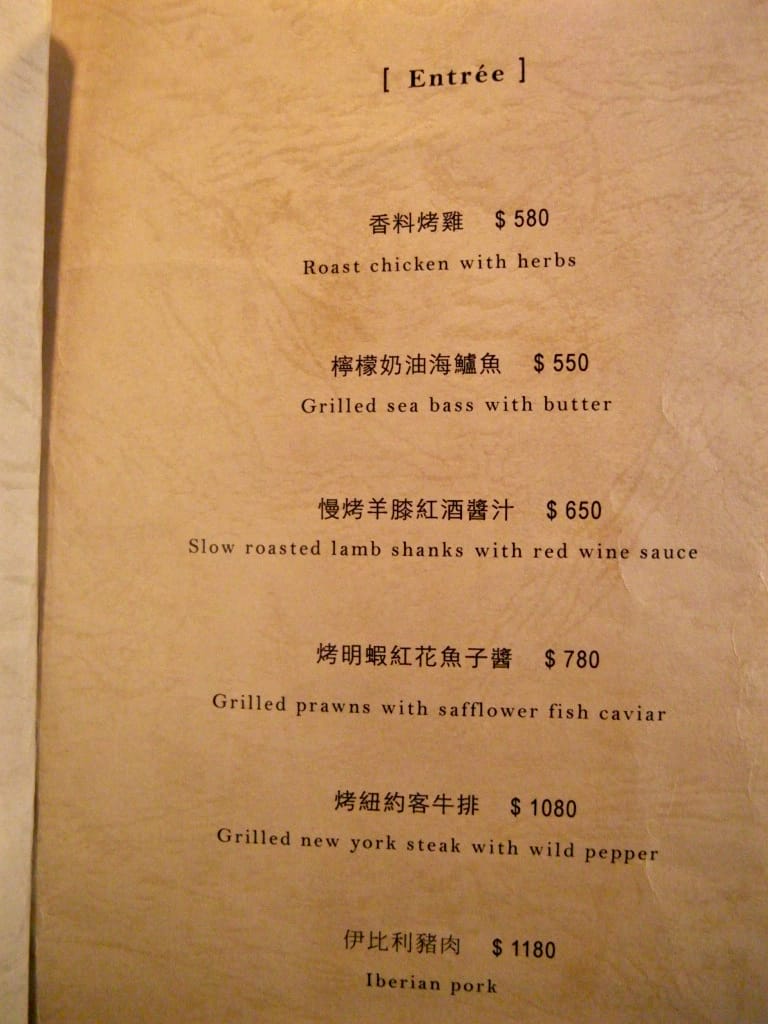 [ Entrée ]
香料烤雞 $ 580
Roast chicken with herbs
檸檬奶油海鱸魚 $ 550
Grilled sea bass with butter
慢烤羊膝紅酒醬汁 $ 650
Slow roasted lamb shanks with red wine sauce
烤明蝦紅花魚子醬 $ 780
Grilled prawns with safflower fish caviar
烤紐約客牛排 $ 1080
Grilled new york steak with wild pepper
伊比利豬肉 $ 1180
Iberian pork